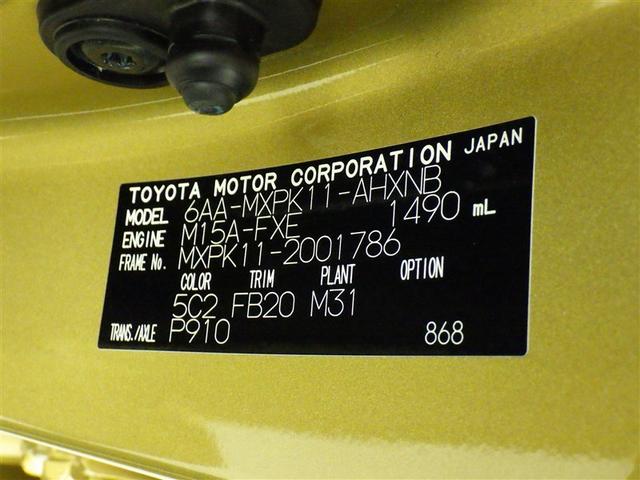 TOYOTA MOTOR CORPORATION JAPAN
MODEL 6AA-MXPK11-AHXNB
ENGINE M15A-FXE 1490 mL
FRAME No. MXPK11-2001786
COLOR TRIM PLANT OPTION
5C2 FB20 M31
TRANS./AXLE P910 868